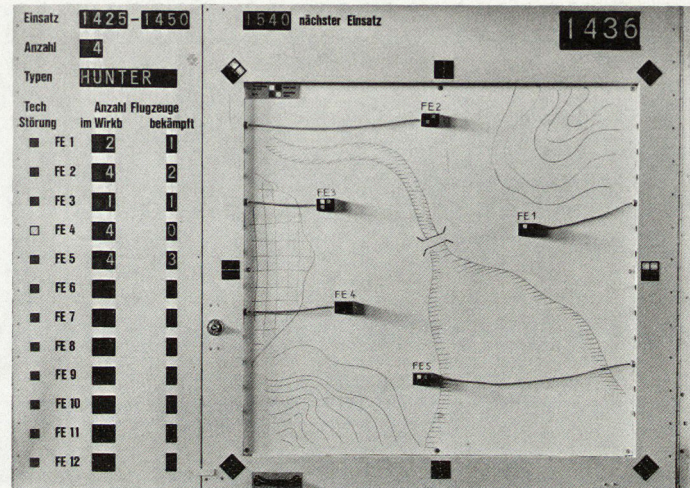 Einsatz 1425-1450
Anzahl 4
Typen HUNTER
Tech Störung Anzahl Flugzeuge
im Wirkb bekämpft
FE 1 2 1
FE 2 4 2
FE 3 1 1
FE 4 4 0
FE 5 4 3
FE 6
FE 7
FE 8
FE 9
FE 10
FE 11
FE 12
1540 nächster Einsatz
1436
FE2
FE3
FE1
FE4
FE5